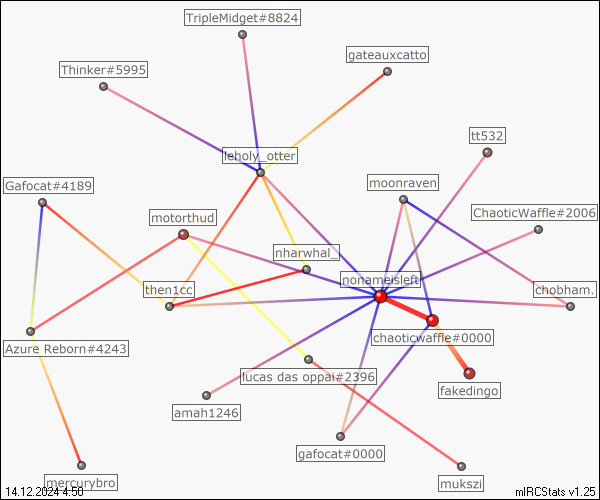 TripleMidget#8824
gateauxcatto
Thinker#5995
tt532
leholy_otter
moonraven
Gafocat#4189
motorthud
ChaoticWaffle#2006
nharwhal_
nonameisleft
then1cc
chobham.
chaoticwaffle#0000
Azure Reborn#4243
lucas das oppai#2396
fakedingo
amah1246
gafocat#0000
mercurybro
mukszi
14.12.2024 4:50
mIRCStats v1.25